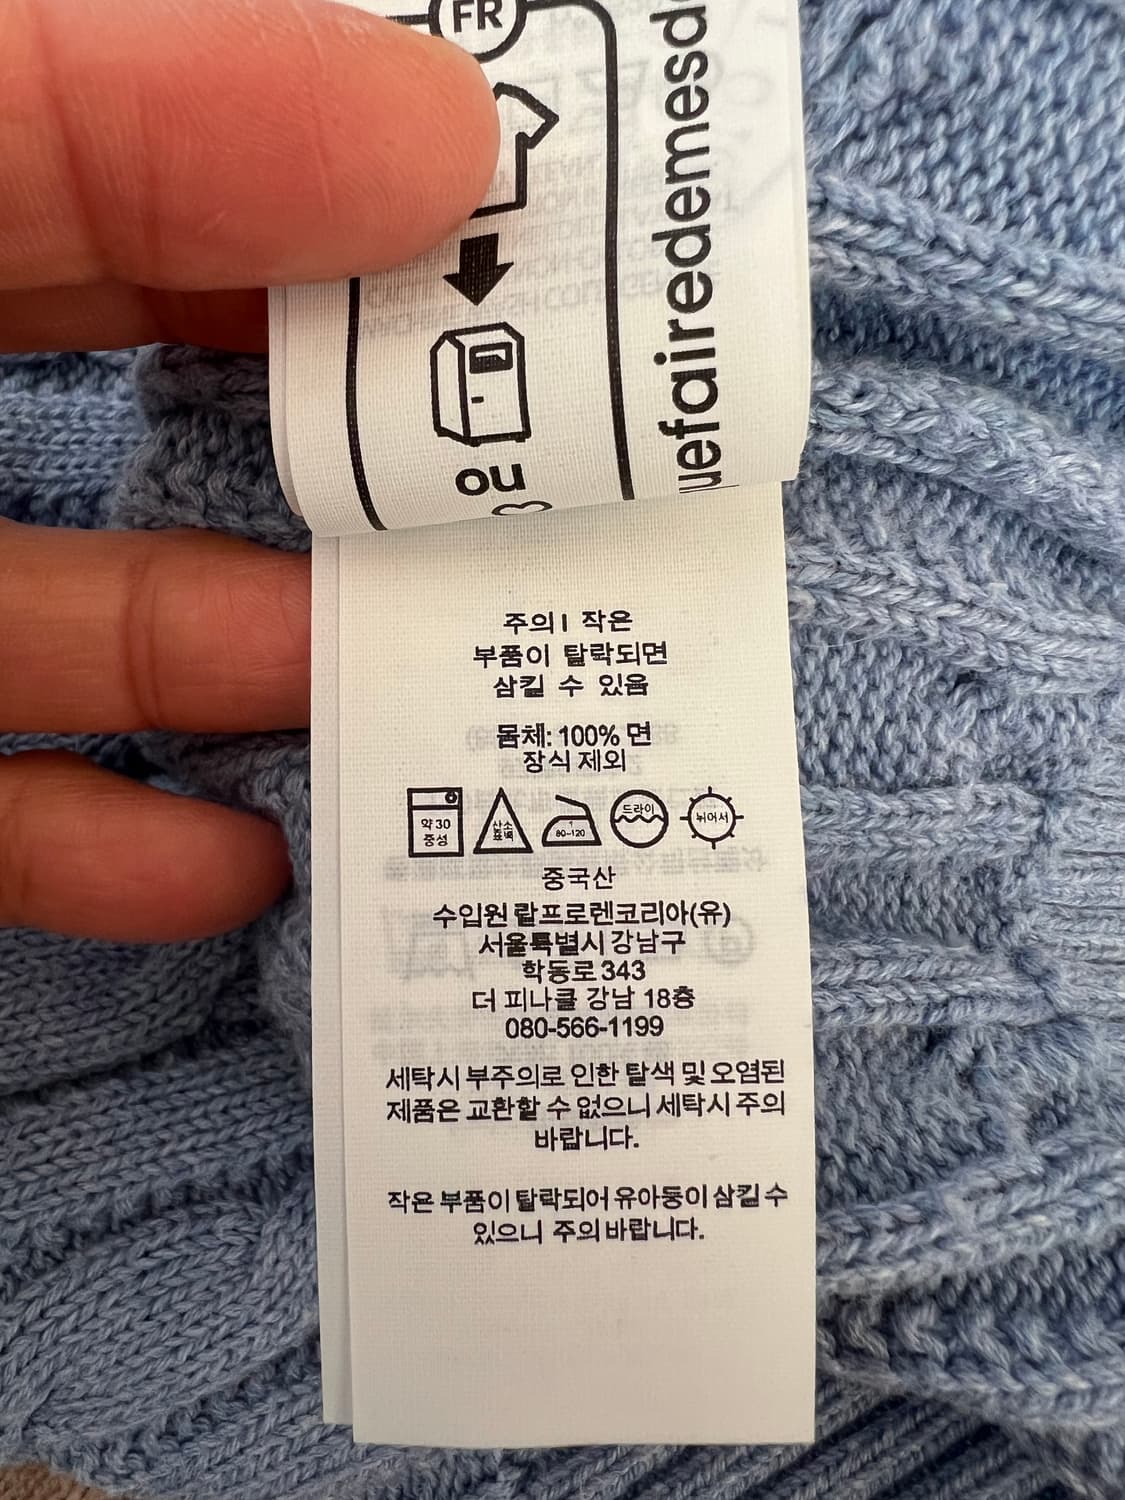 FR
OU
uefairedemesd
주의! 작은
부품이 탈락되면
삼킬 수 있음
몸체: 100% 면
장식 제외
약 30
중성
산소
표백
1
80~120
드라이
뉘어서
중국산
수입원 랄프로렌코리아(유)
서울특별시 강남구
학동로 343
더 피나클 강남 18층
080-566-1199
세탁시 부주의로 인한 탈색 및 오염된
제품은 교환할 수 없으니 세탁시 주의
바랍니다.
작은 부품이 탈락되어 유아둥이 삼킬 수
있으니 주의 바랍니다.